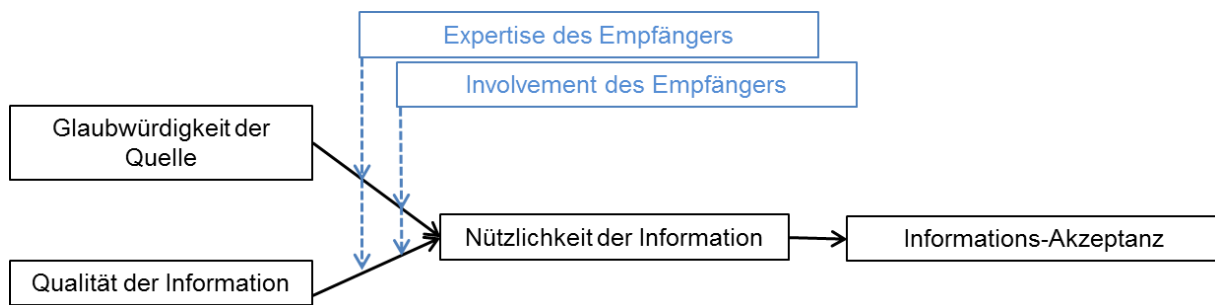 Expertise des Empfängers
Involvement des Empfängers
Glaubwürdigkeit der
Quelle
Nützlichkeit der Information
Informations-Akzeptanz
Qualität der Information